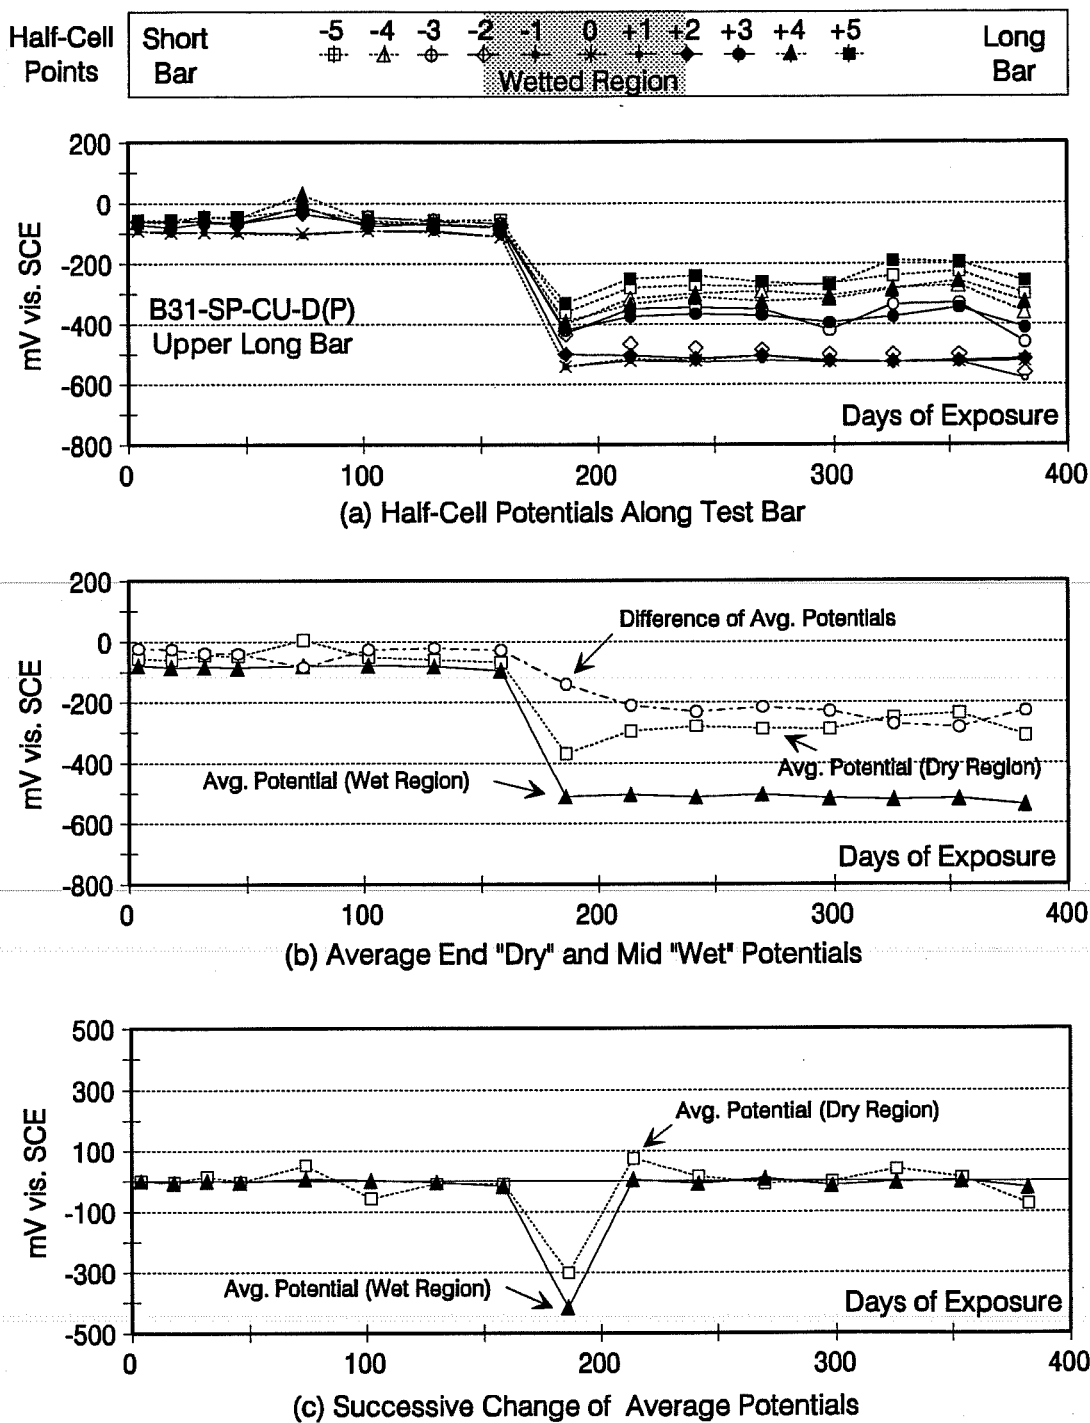 Half-Cell Points
Short Bar
-5 -4 -3 -2 -1 0 +1 +2 +3 +4 +5
Wetted Region
Long Bar
200
0
-200
-400
-600
-800
mV vis. SCE
B31-SP-CU-D(P)
Upper Long Bar
Days of Exposure
0 100 200 300 400
(a) Half-Cell Potentials Along Test Bar
200
0
-200
-400
-600
-800
mV vis. SCE
Difference of Avg. Potentials
Avg. Potential (Dry Region)
Avg. Potential (Wet Region)
Days of Exposure
0 100 200 300 400
(b) Average End "Dry" and Mid "Wet" Potentials
500
300
100
-100
-300
-500
mV vis. SCE
Avg. Potential (Dry Region)
Avg. Potential (Wet Region)
Days of Exposure
0 100 200 300 400
(c) Successive Change of Average Potentials